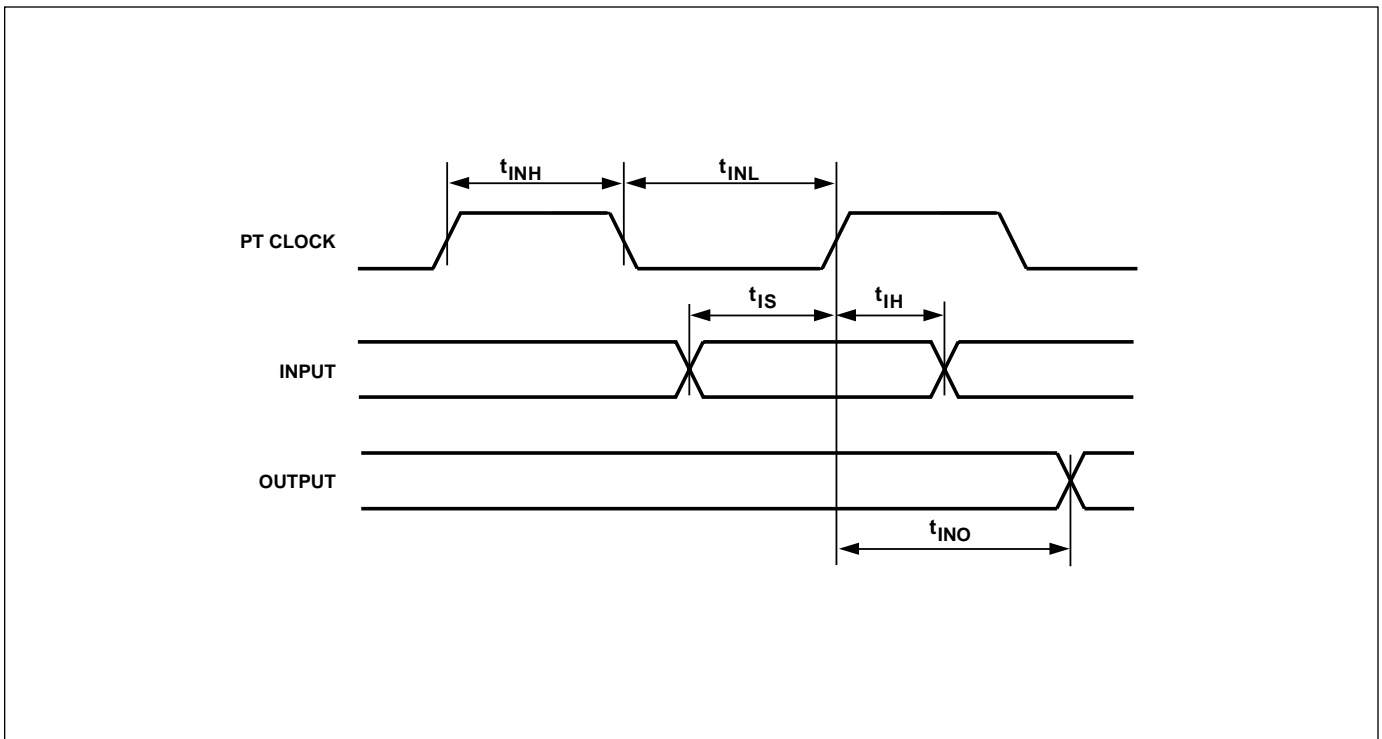 tINH tINL
PT CLOCK
tIS tIH
INPUT
OUTPUT
tINO